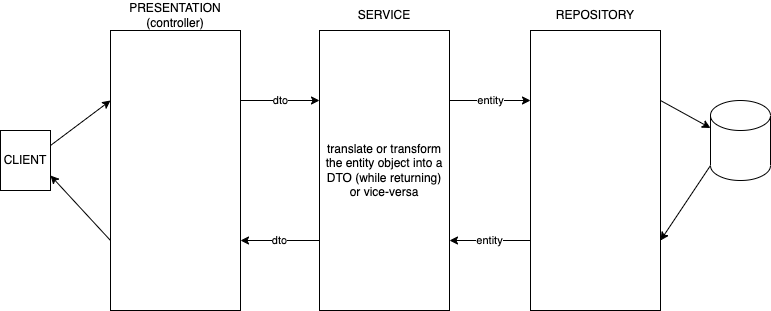 PRESENTATION
(controller)
SERVICE
REPOSITORY
dto
entity
CLIENT
translate or transform
the entity object into a
DTO (while returning)
or vice-versa
dto
entity